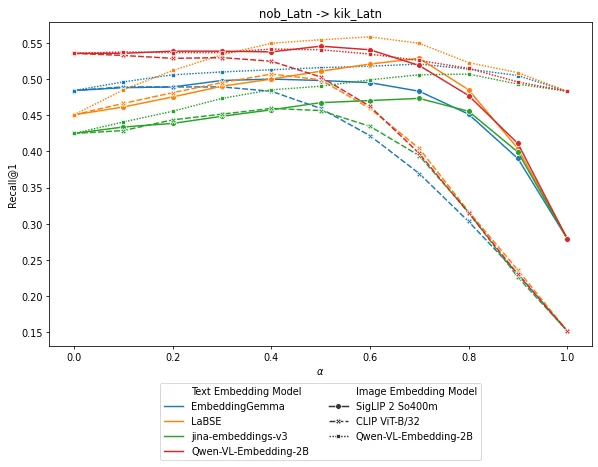 nob_Latn -> kik_Latn
Recall@1
0.55
0.50
0.45
0.40
0.35
0.30
0.25
0.20
0.15
0.0 0.2 0.4 0.6 0.8 1.0
α
Text Embedding Model
EmbeddingGemma
LaBSE
jina-embeddings-v3
Qwen-VL-Embedding-2B
Image Embedding Model
SigLIP 2 So400m
CLIP ViT-B/32
Qwen-VL-Embedding-2B